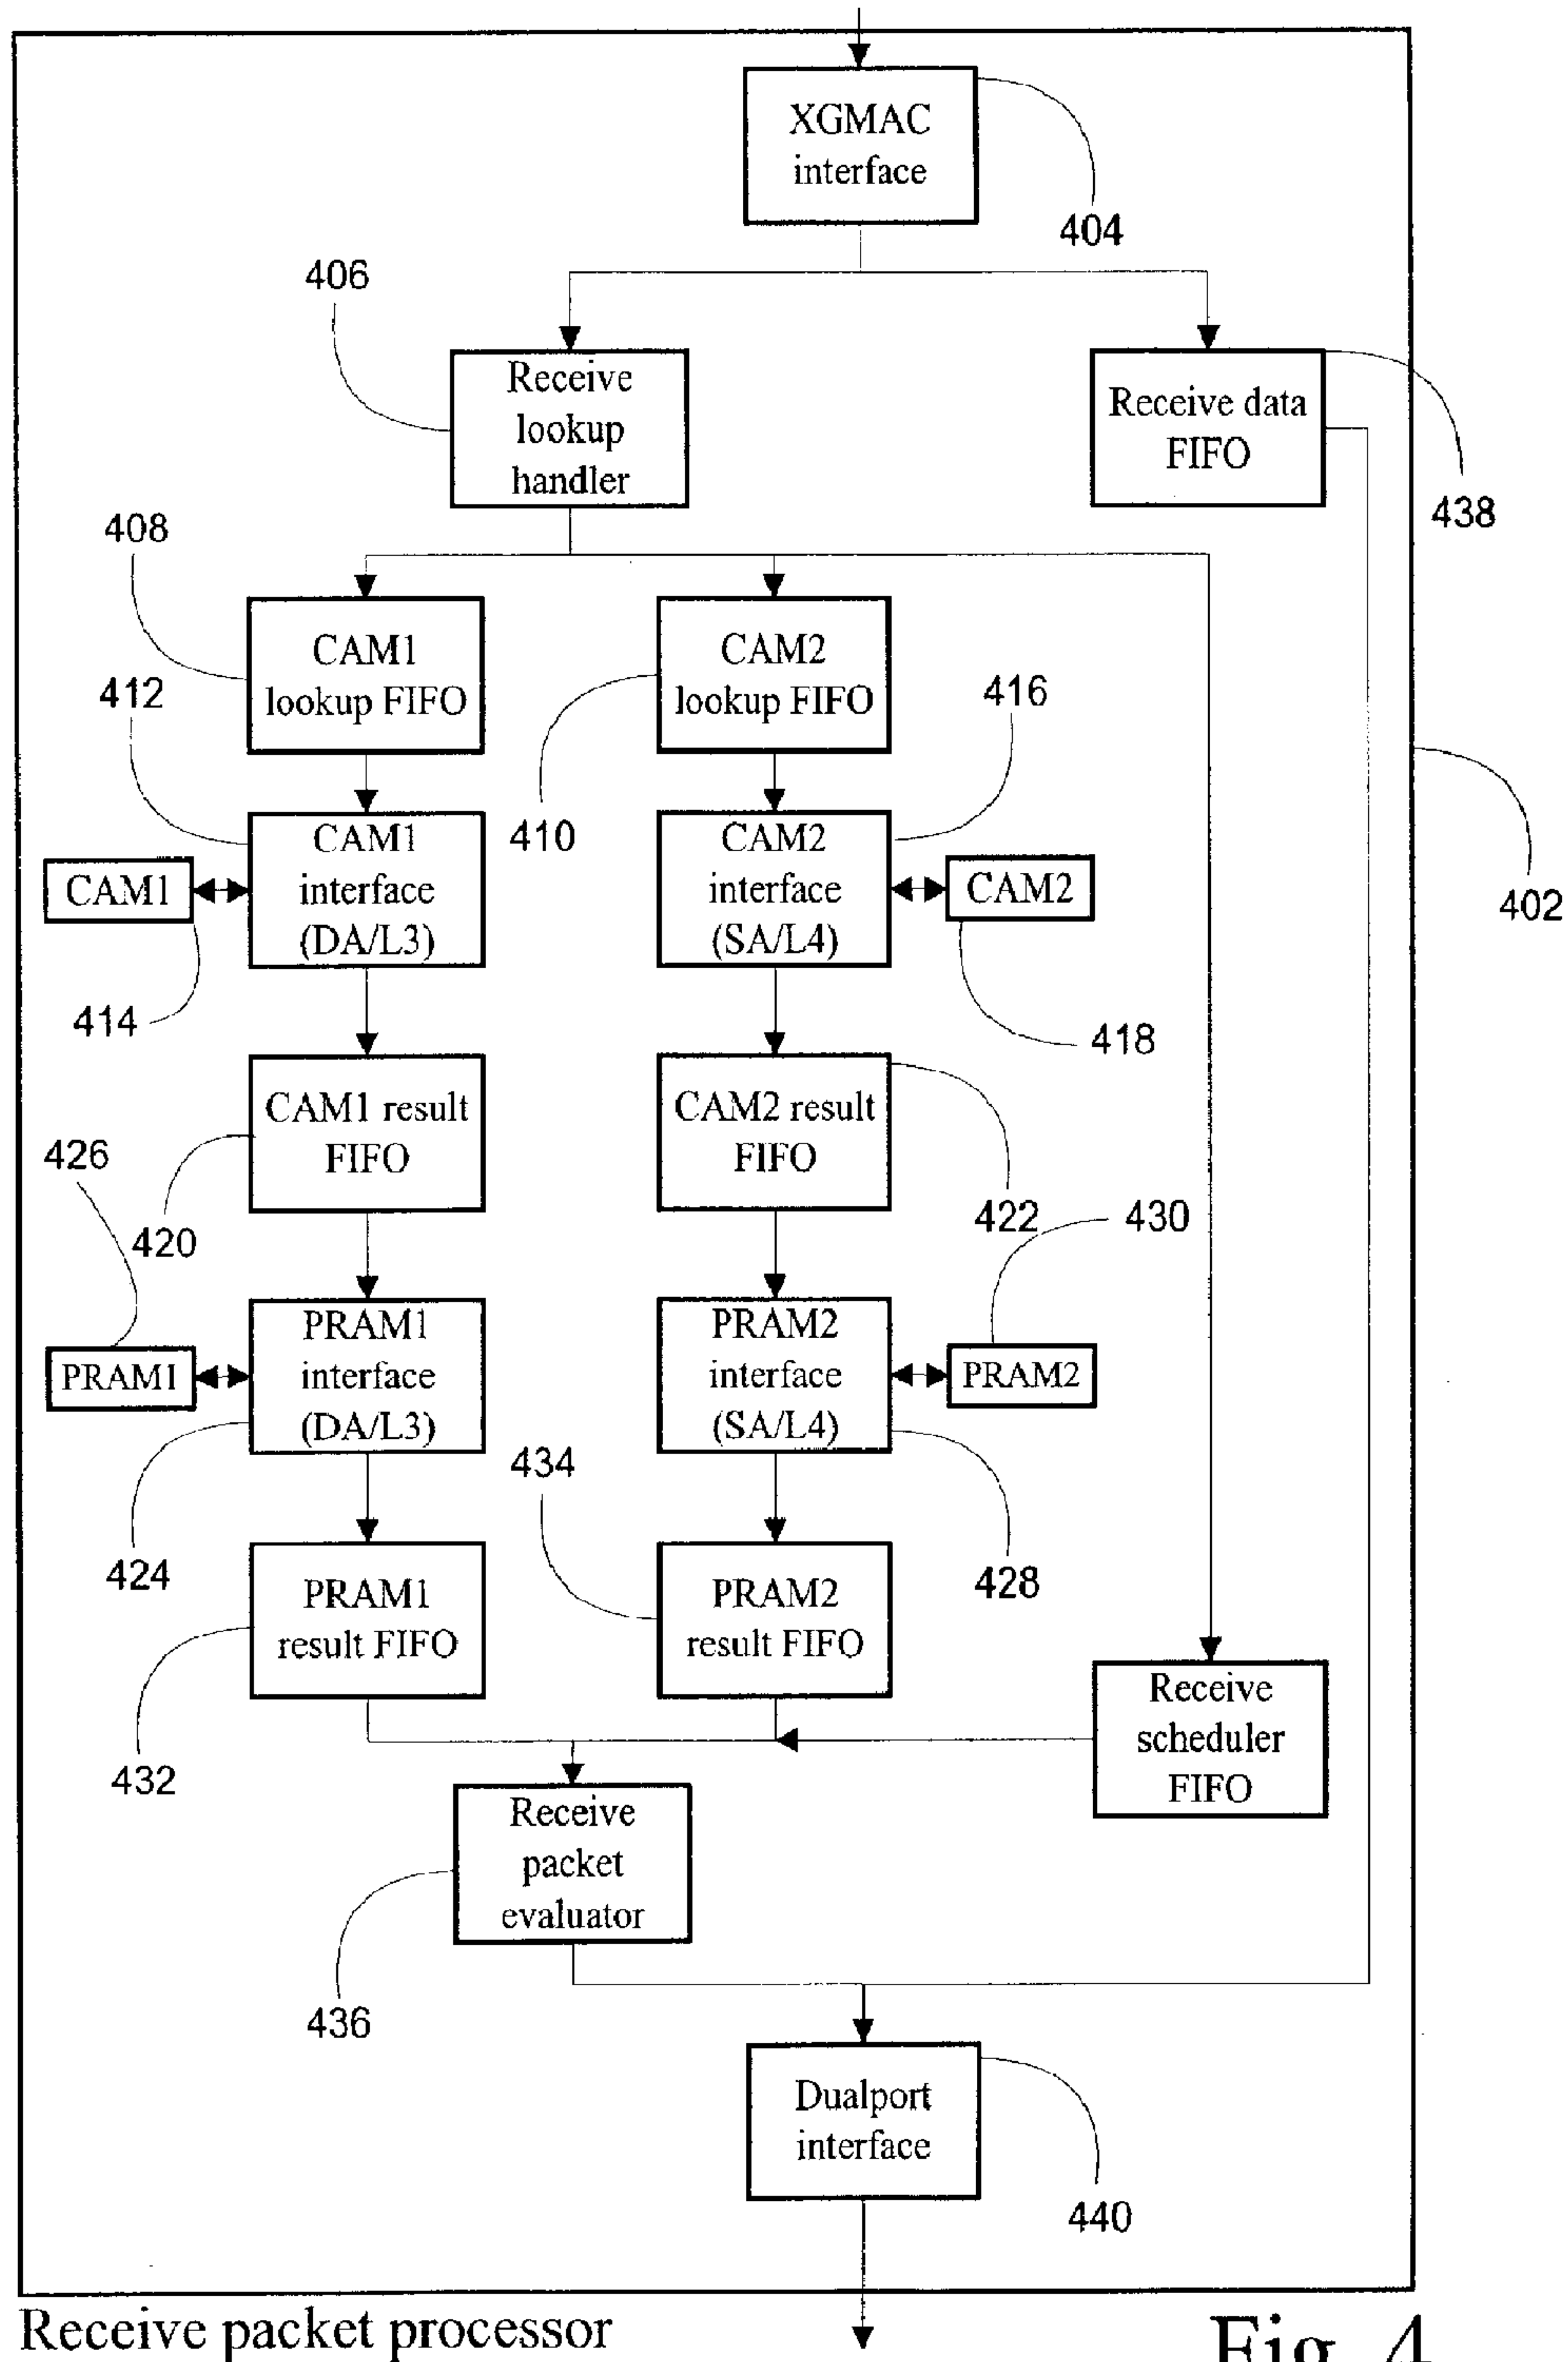 XGMAC
interface
404
406
Receive
lookup
handler
Receive data
FIFO
438
408
CAM1
lookup FIFO
CAM2
lookup FIFO
412
416
410
CAM1
interface
(DA/L3)
CAM2
interface
(SA/L4)
CAM1
CAM2
402
414
418
CAM1 result
FIFO
CAM2 result
FIFO
426
420
422
430
PRAM1
interface
(DA/L3)
PRAM2
interface
(SA/L4)
PRAM1
PRAM2
434
424
428
PRAM1
result FIFO
PRAM2
result FIFO
Receive
scheduler
FIFO
432
Receive
packet
evaluator
436
Dualport
interface
440
Receive packet processor
Fig. 4